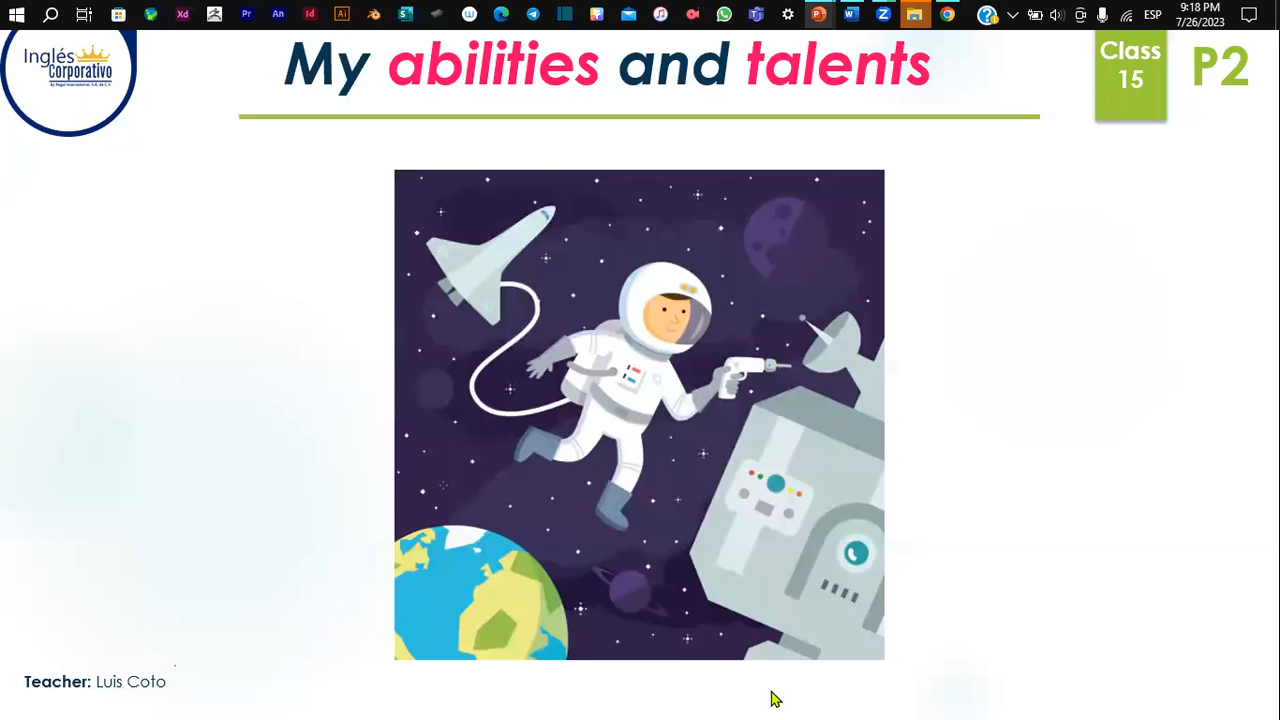 9:18 PM
ESP
7/26/2023
Inglés
Corporativo
My abilities and talents
Class
15
P2
Teacher: Luis Coto